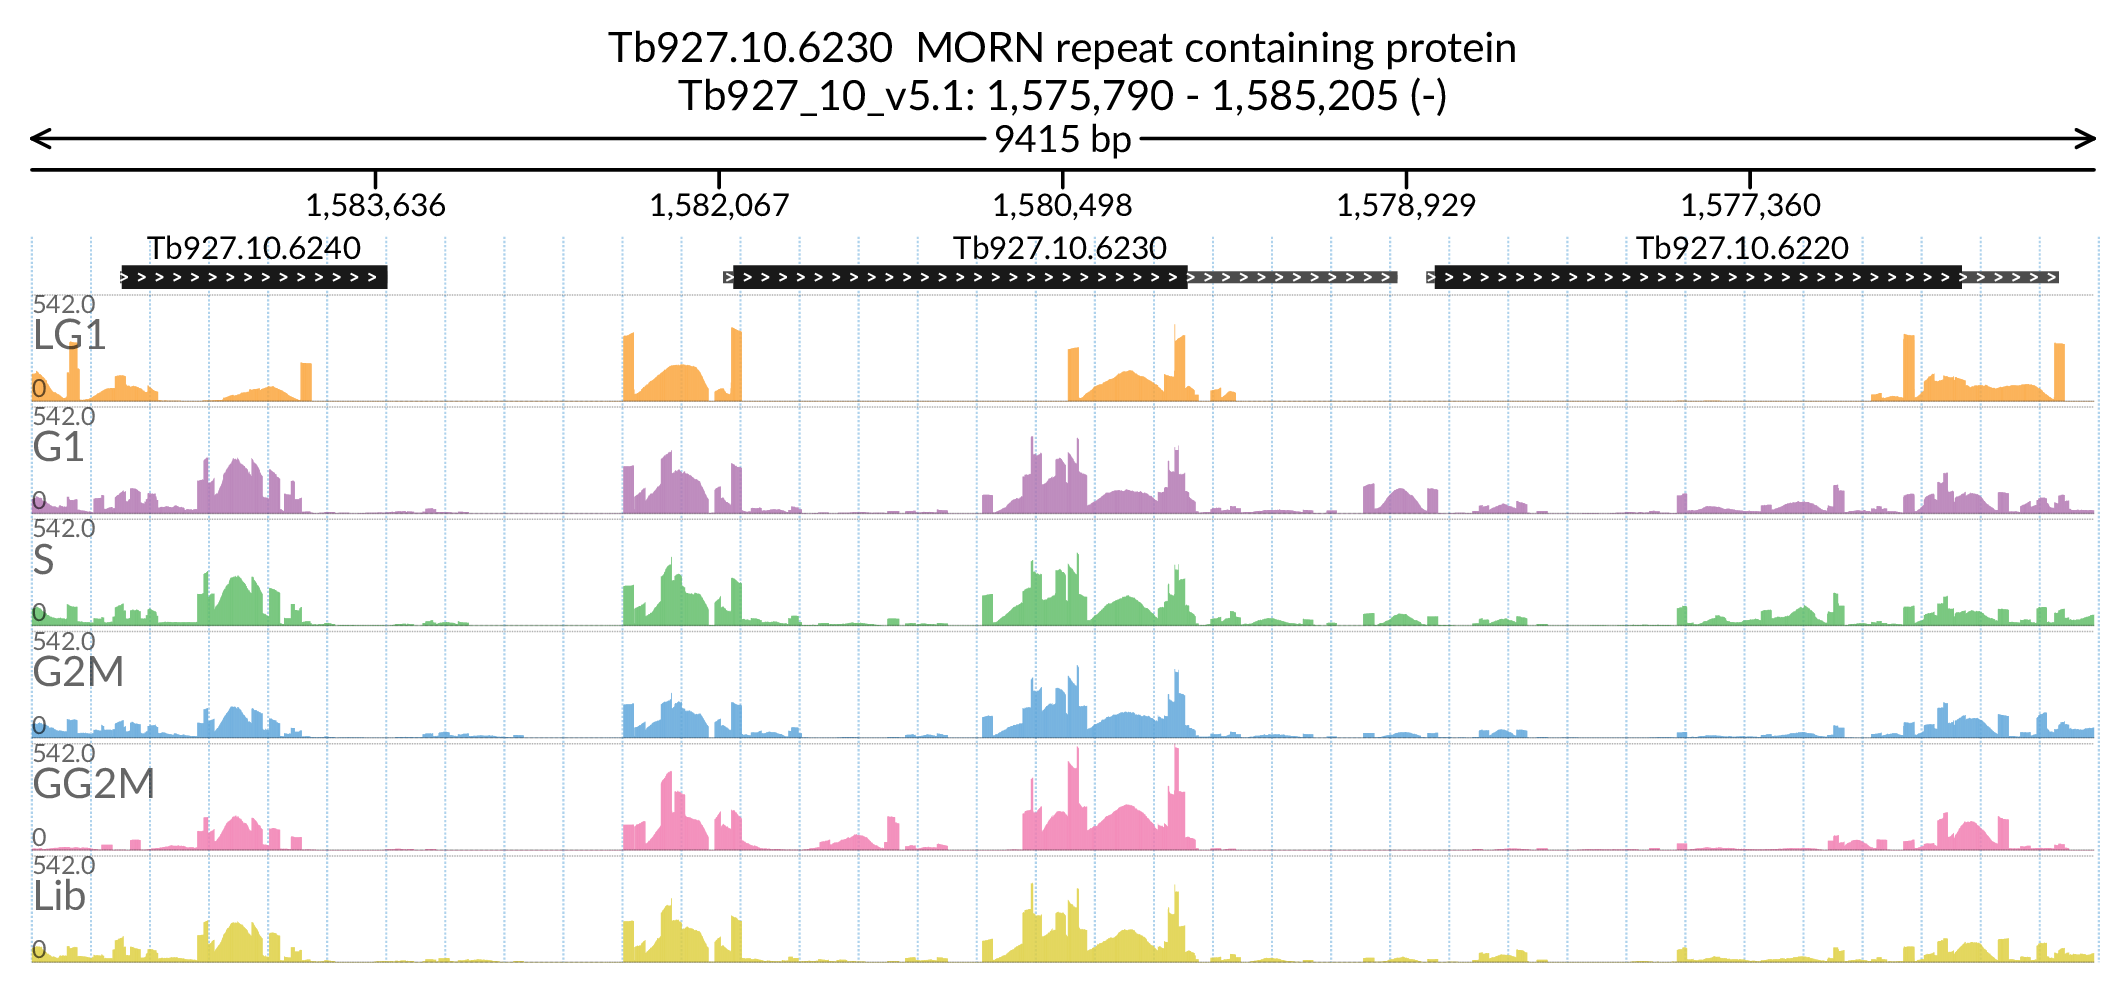 Tb927.10.6230 MORN repeat containing protein
Tb927_10_v5.1: 1,575,790 - 1,585,205 (-)
9415 bp
1,583,636 1,582,067 1,580,498 1,578,929 1,577,360
Tb927.10.6240 Tb927.10.6230 Tb927.10.6220
542.0
LG1
0
542.0
G1
0
542.0
S
0
542.0
G2M
0
542.0
GG2M
0
542.0
Lib
0